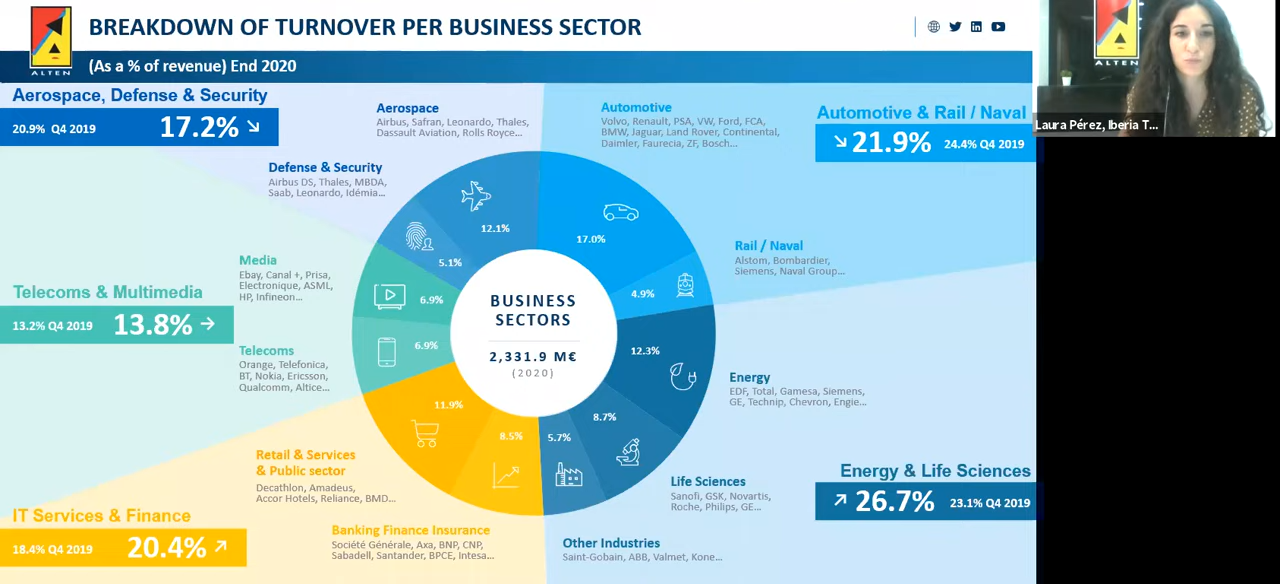 BREAKDOWN OF TURNOVER PER BUSINESS SECTOR
ALTEN
(As a % of revenue) End 2020
ALTEN
Laura Pérez, Iberia T...
Aerospace, Defense & Security
20.9% Q4 2019 17.2%
Aerospace
Airbus, Safran, Leonardo, Thales,
Dassault Aviation, Rolls Royce...
Defense & Security
Airbus DS, Thales, MBDA,
Saab, Leonardo, Idémia...
Automotive
Volvo, Renault, PSA, VW, Ford, FCA,
BMW, Jaguar, Land Rover, Continental,
Daimler, Faurecia, ZF, Bosch...
Automotive & Rail / Naval
21.9% 24.4% Q4 2019
Rail / Naval
Alstom, Bombardier,
Siemens, Naval Group...
Media
Ebay, Canal +, Prisa,
Electronique, ASML,
HP, Infineon...
Telecoms & Multimedia
13.2% Q4 2019 13.8%
Telecoms
Orange, Telefonica,
BT, Nokia, Ericsson,
Qualcomm, Altice...
12.1%
17.0%
5.1%
4.9%
6.9%
6.9%
12.3%
11.9%
8.7%
8.5%
5.7%
BUSINESS
SECTORS
2,331.9 M€
(2020)
Energy
EDF, Total, Gamesa, Siemens,
GE, Technip, Chevron, Engie...
Retail & Services
& Public sector
Decathlon, Amadeus,
Accor Hotels, Reliance, BMD...
Life Sciences
Sanofi, GSK, Novartis,
Roche, Philips, GE...
Energy & Life Sciences
26.7% 23.1% Q4 2019
IT Services & Finance
18.4% Q4 2019 20.4%
Banking Finance Insurance
Société Générale, Axa, BNP, CNP,
Sabadell, Santander, BPCE, Intesa...
Other Industries
Saint-Gobain, ABB, Valmet, Kone...